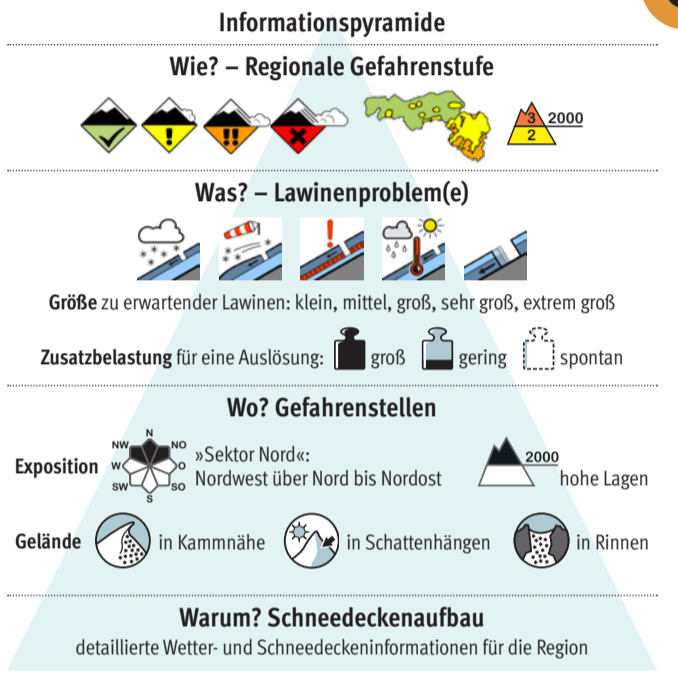 Informationspyramide
Wie? – Regionale Gefahrenstufe
3 2000
2
Was? – Lawinenproblem(e)
Größe zu erwartender Lawinen: klein, mittel, groß, sehr groß, extrem groß
Zusatzbelastung für eine Auslösung: groß gering spontan
Wo? Gefahrenstellen
Exposition
N
NW NO
W O
SW SO
S
»Sektor Nord«:
Nordwest über Nord bis Nordost
2000
hohe Lagen
Gelände in Kammnähe in Schattenhängen in Rinnen
Warum? Schneedeckenaufbau
detaillierte Wetter- und Schneedeckeninformationen für die Region